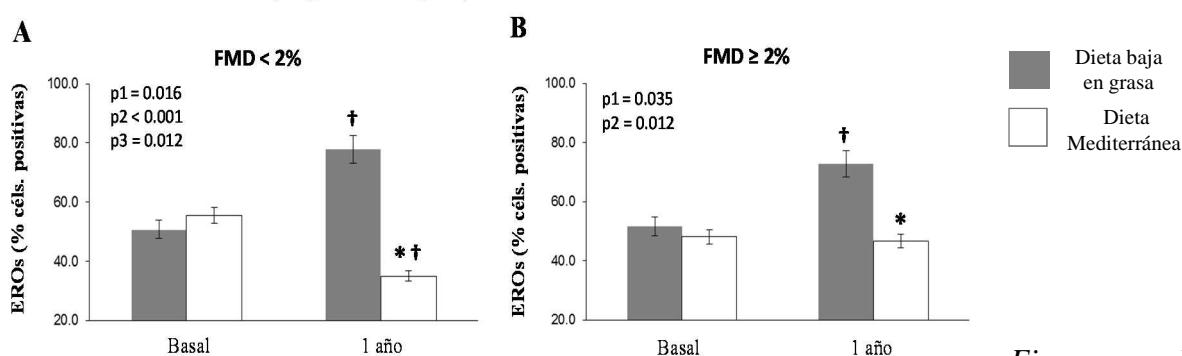 A
FMD < 2%
EROs (% céls. positivas)
100.0
80.0
60.0
40.0
20.0
p1 = 0.016
p2 < 0.001
p3 = 0.012
†
* †
Basal
1 año
B
FMD ≥ 2%
EROs (% céls. positivas)
100.0
80.0
60.0
40.0
20.0
p1 = 0.035
p2 = 0.012
†
*
Basal
1 año
Dieta baja
en grasa
Dieta
Mediterránea